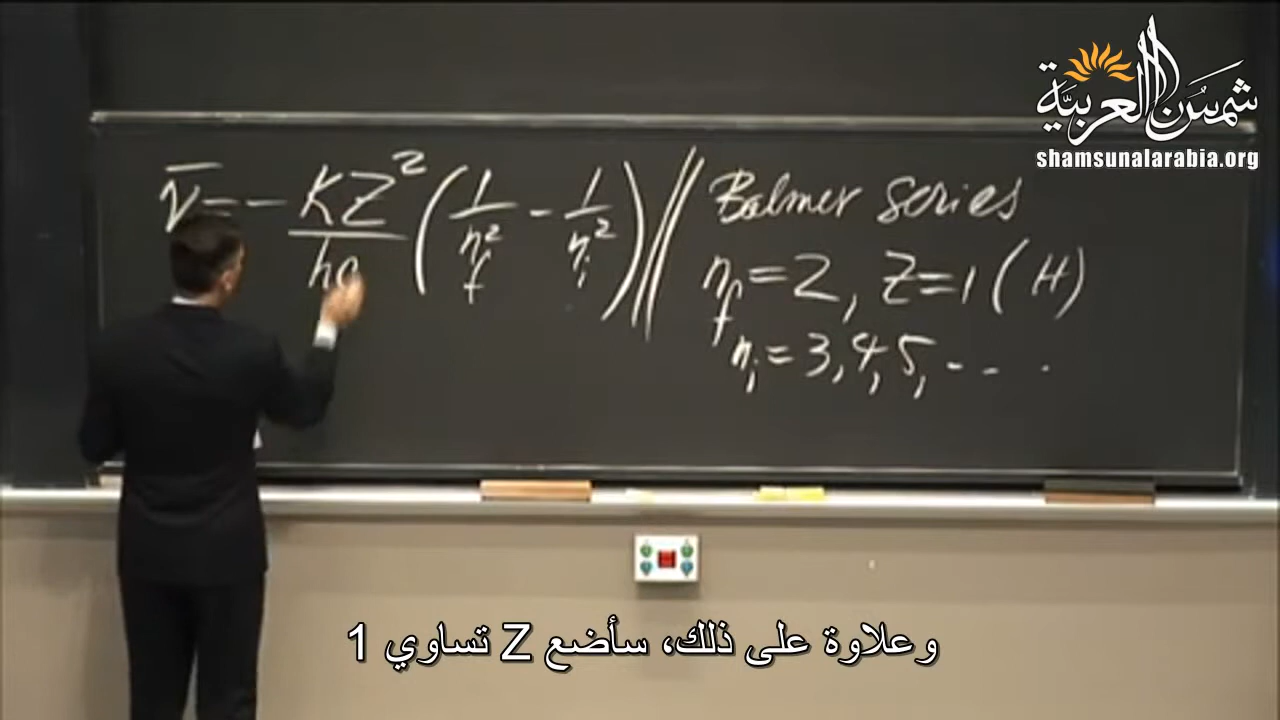 شمس العربية
shamsunalarabia.org
ν̄ = - KZ²/hc (1/n_f² - 1/n_i²) // Balmer series
n_f = 2, Z = 1 (H)
n_i = 3, 4, 5, - - ·
وعلاوة على ذلك، سأضع Z تساوي 1